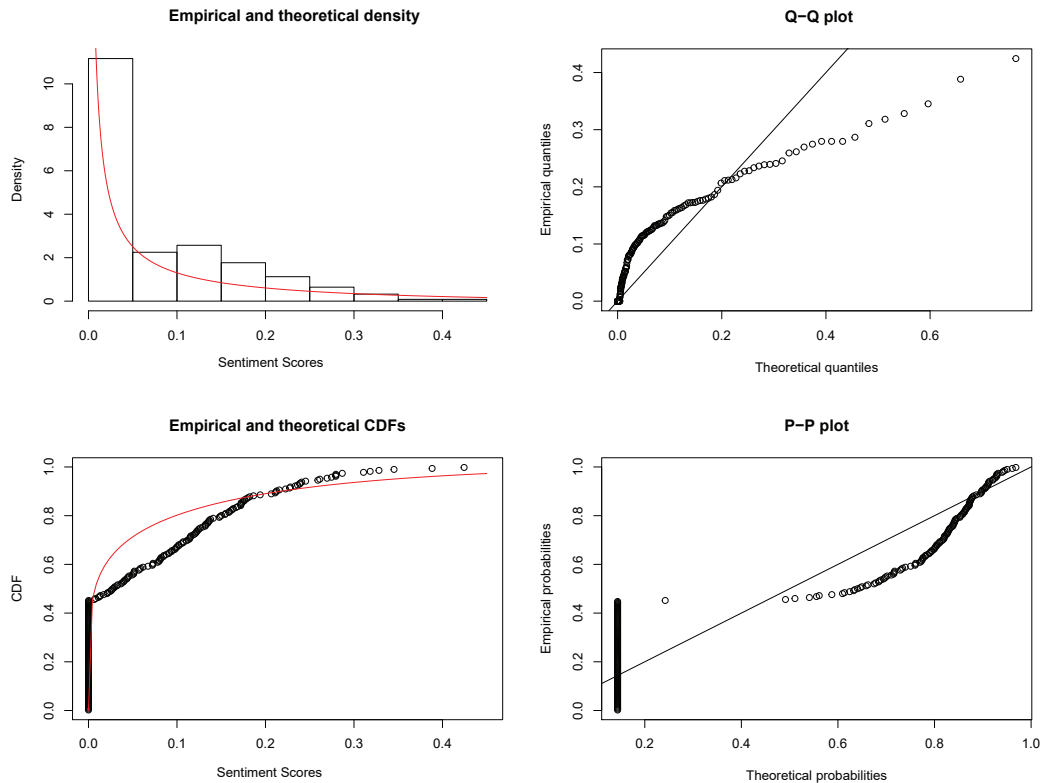 Empirical and theoretical density
Density
0 2 4 6 8 10
0.0 0.1 0.2 0.3 0.4
Sentiment Scores
Q−Q plot
Empirical quantiles
0.0 0.1 0.2 0.3 0.4
0.0 0.2 0.4 0.6
Theoretical quantiles
Empirical and theoretical CDFs
CDF
0.0 0.2 0.4 0.6 0.8 1.0
0.0 0.1 0.2 0.3 0.4
Sentiment Scores
P−P plot
Empirical probabilities
0.0 0.2 0.4 0.6 0.8 1.0
0.2 0.4 0.6 0.8 1.0
Theoretical probabilities